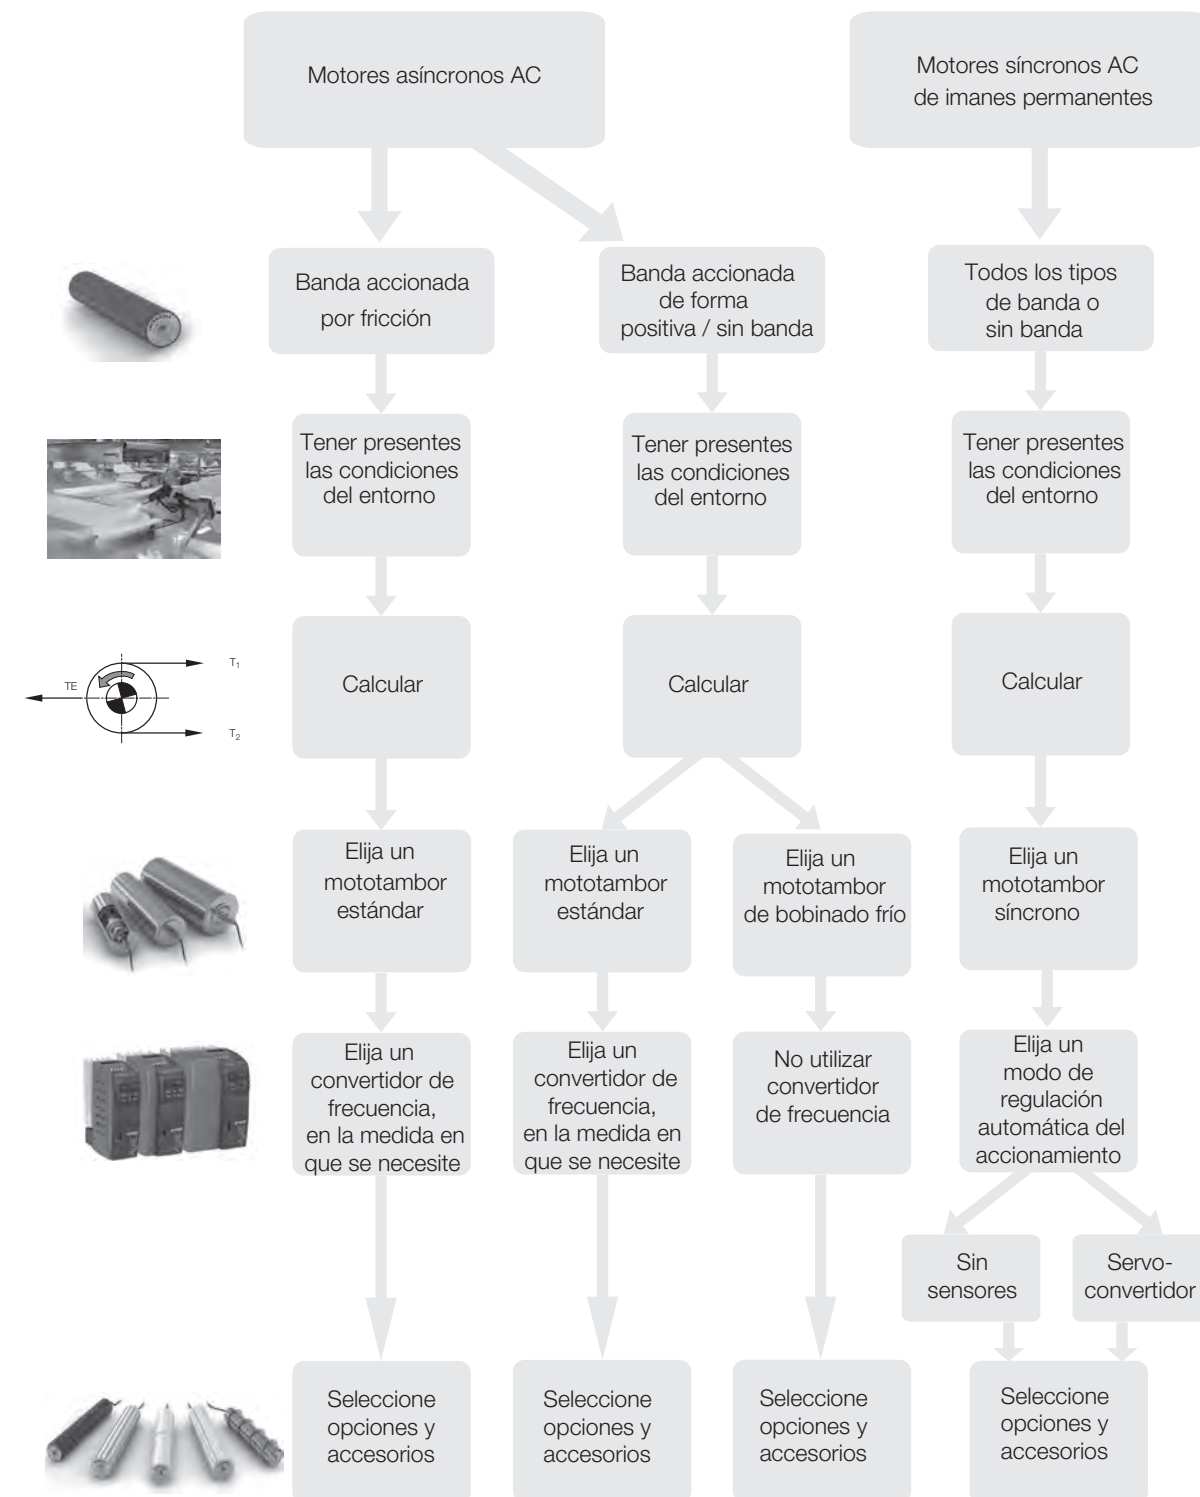 Motores asíncronos AC
Motores síncronos AC
de imanes permanentes
Banda accionada
por fricción
Banda accionada
de forma
positiva / sin banda
Todos los tipos
de banda o
sin banda
Tener presentes
las condiciones
del entorno
Tener presentes
las condiciones
del entorno
Tener presentes
las condiciones
del entorno
TE
T1
T2
Calcular
Calcular
Calcular
Elija un
mototambor
estándar
Elija un
mototambor
estándar
Elija un
mototambor
de bobinado frío
Elija un
mototambor
síncrono
Elija un
convertidor de
frecuencia,
en la medida en
que se necesite
Elija un
convertidor de
frecuencia,
en la medida en
que se necesite
No utilizar
convertidor
de frecuencia
Elija un
modo de
regulación
automática del
accionamiento
Sin
sensores
Servo-
convertidor
Seleccione
opciones y
accesorios
Seleccione
opciones y
accesorios
Seleccione
opciones y
accesorios
Seleccione
opciones y
accesorios